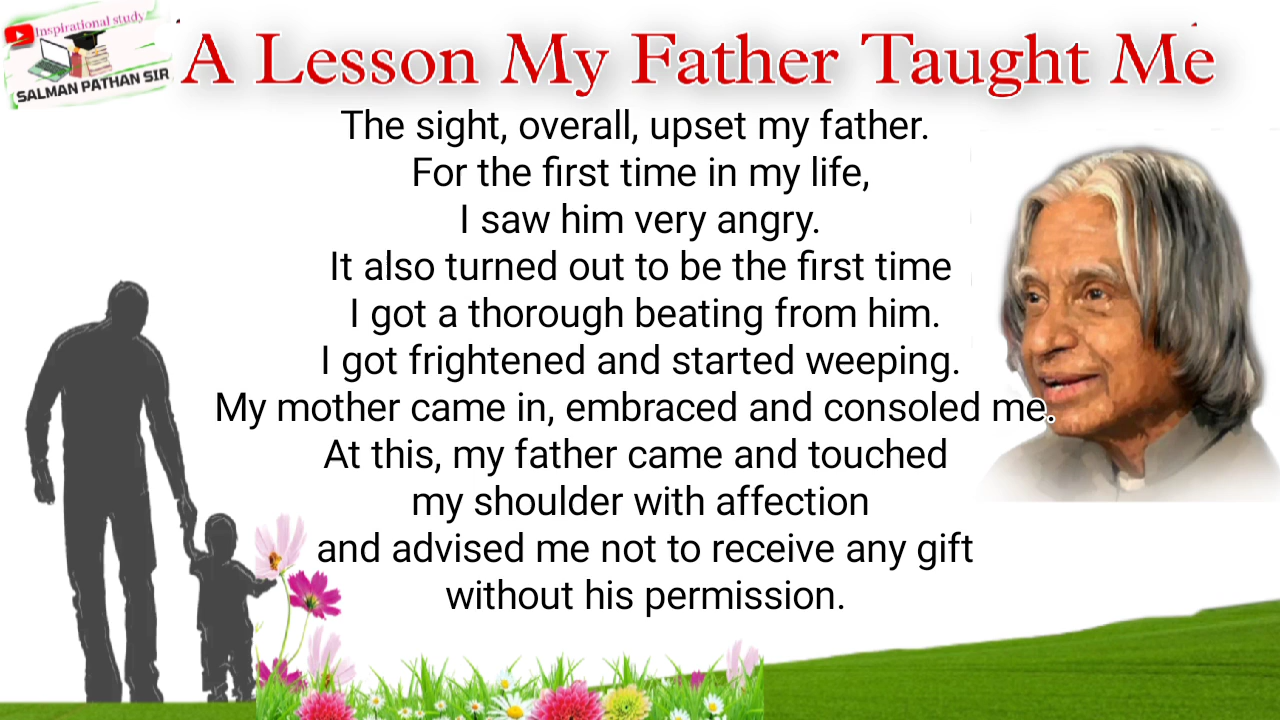 Inspirational study
SALMAN PATHAN SIR
A Lesson My Father Taught Me
The sight, overall, upset my father.
For the first time in my life,
I saw him very angry.
It also turned out to be the first time
I got a thorough beating from him.
I got frightened and started weeping.
My mother came in, embraced and consoled me.
At this, my father came and touched
my shoulder with affection
and advised me not to receive any gift
without his permission.